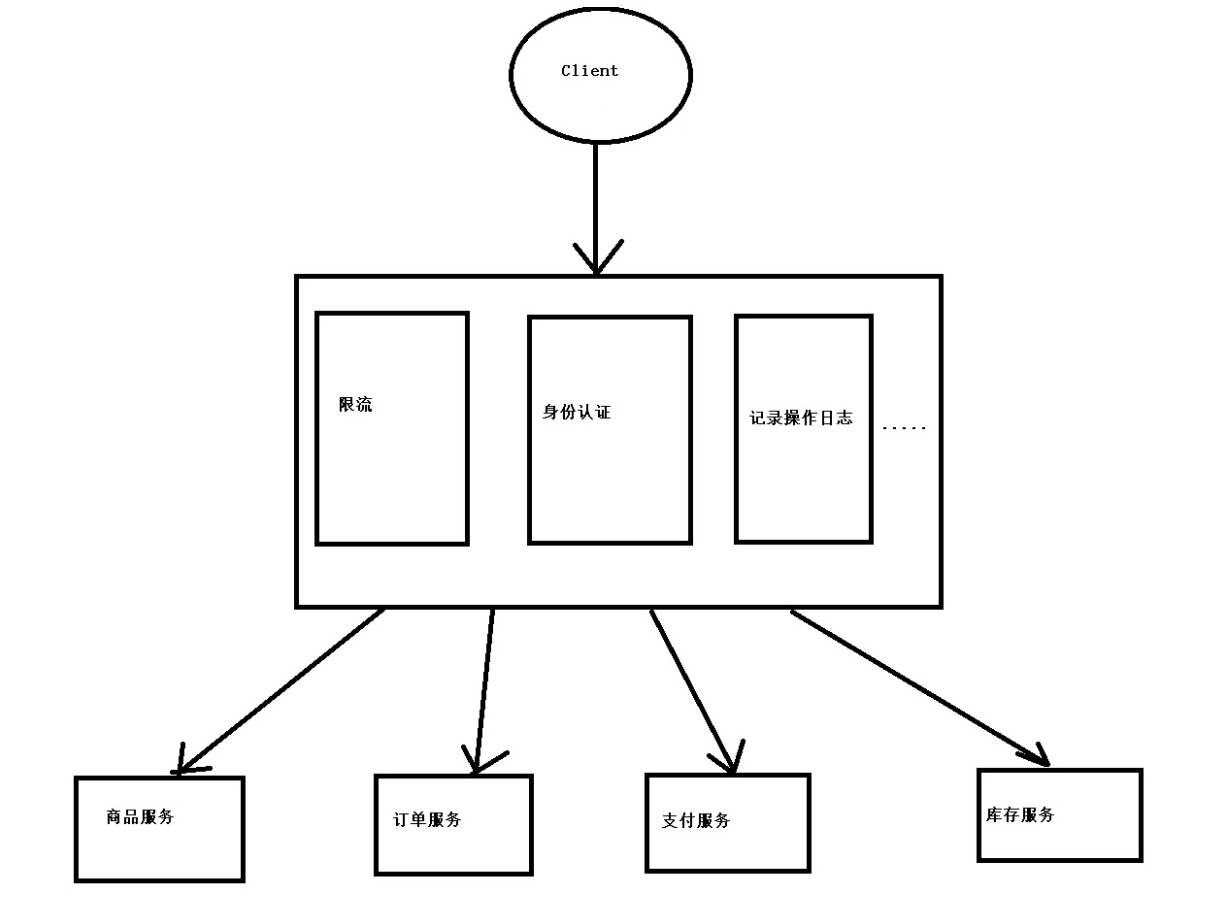 Client
限流
身份认证
记录操作日志
.....
商品服务
订单服务
支付服务
库存服务